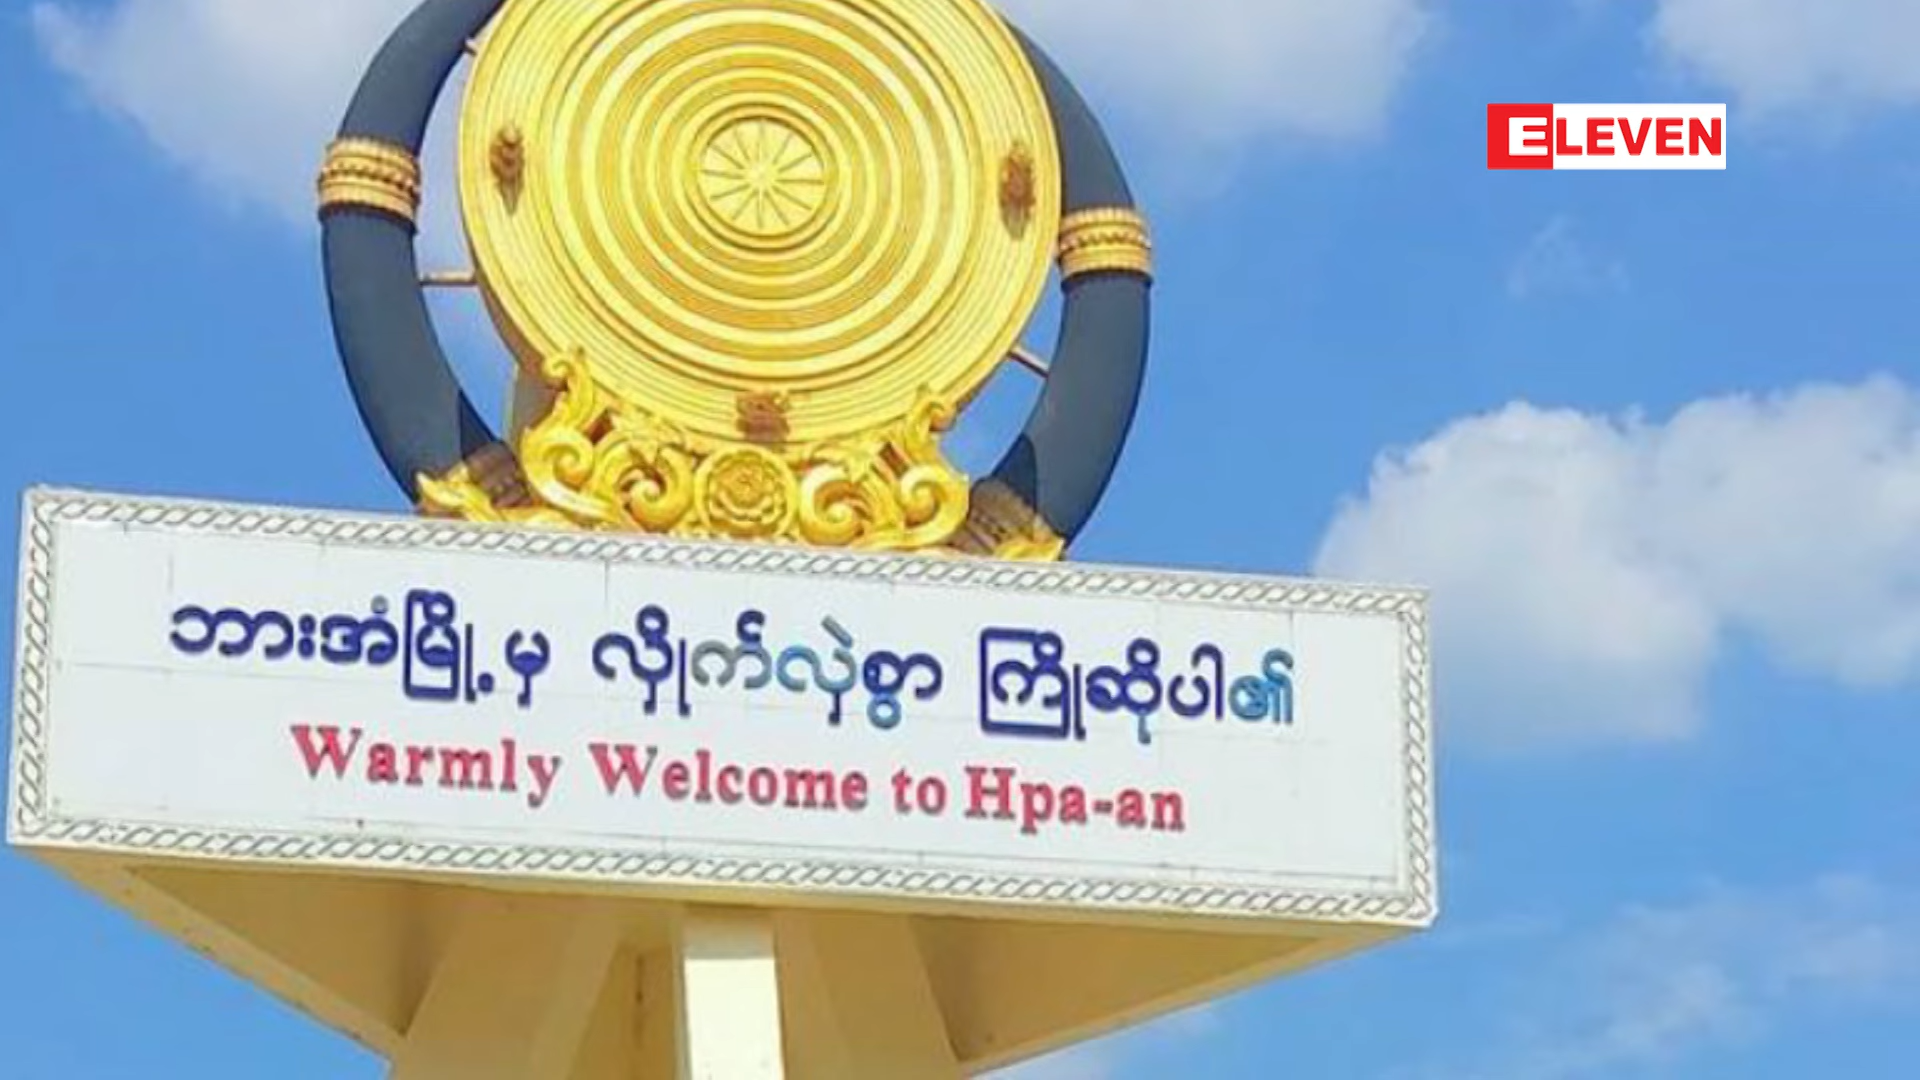 ELEVEN
ဘားအံမြို့မှ လှိုက်လှဲစွာ ကြိုဆိုပါ၏
Warmly Welcome to Hpa-an